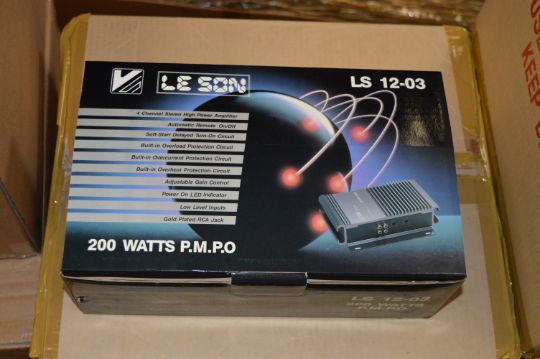 LE SON
LS 12-03
4 Channel Stereo High Power Amplifier
Automatic Remote On/Off
Soft-Start Delayed Turn-On Circuit
Built-in Overload Protection Circuit
Built-in Overcurrent Protection Circuit
Built-in Overheat Protection Circuit
Adjustable Gain Control
Power On LED Indicator
Low Level Inputs
Gold Plated RCA Jack
200 WATTS P.M.P.O
LS 12-03
200 WATTS
P.M.P.O
KEEP